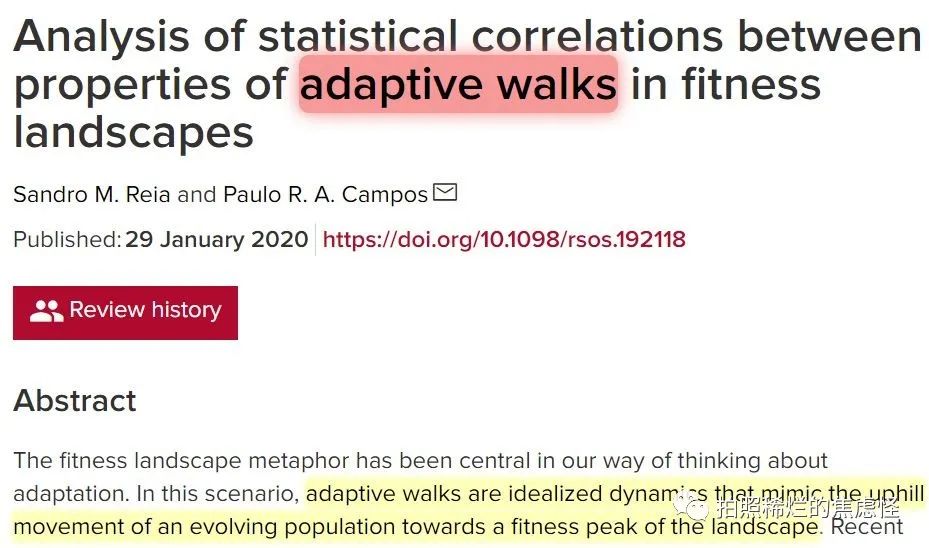 Analysis of statistical correlations between
properties of adaptive walks in fitness
landscapes
Sandro M. Reia and Paulo R. A. Campos
Published: 29 January 2020 https://doi.org/10.1098/rsos.192118
Review history
Abstract
The fitness landscape metaphor has been central in our way of thinking about
adaptation. In this scenario, adaptive walks are idealized dynamics that mimic the uphill
movement of an evolving population towards a fitness peak of the landscape. Recent
拍照稀烂的焦虑怪